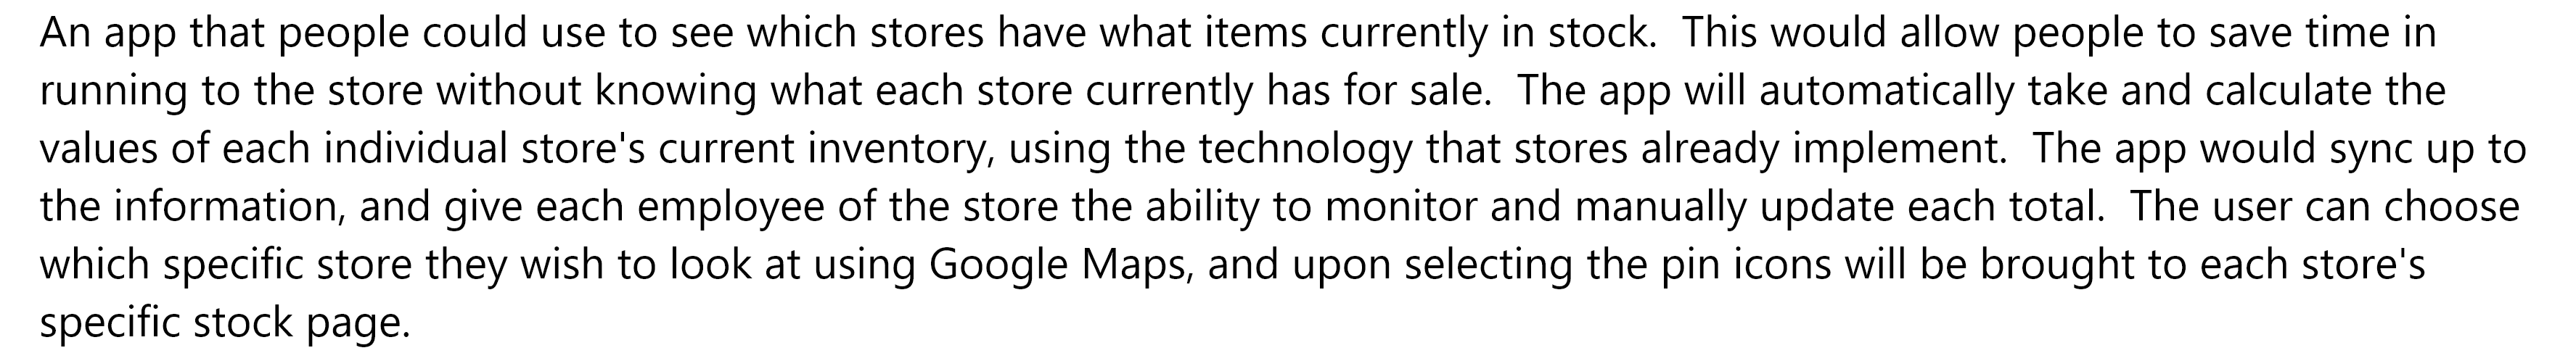 An app that people could use to see which stores have what items currently in stock.  This would allow people to save time in
running to the store without knowing what each store currently has for sale.  The app will automatically take and calculate the
values of each individual store's current inventory, using the technology that stores already implement.  The app would sync up to
the information, and give each employee of the store the ability to monitor and manually update each total.  The user can choose
which specific store they wish to look at using Google Maps, and upon selecting the pin icons will be brought to each store's
specific stock page.